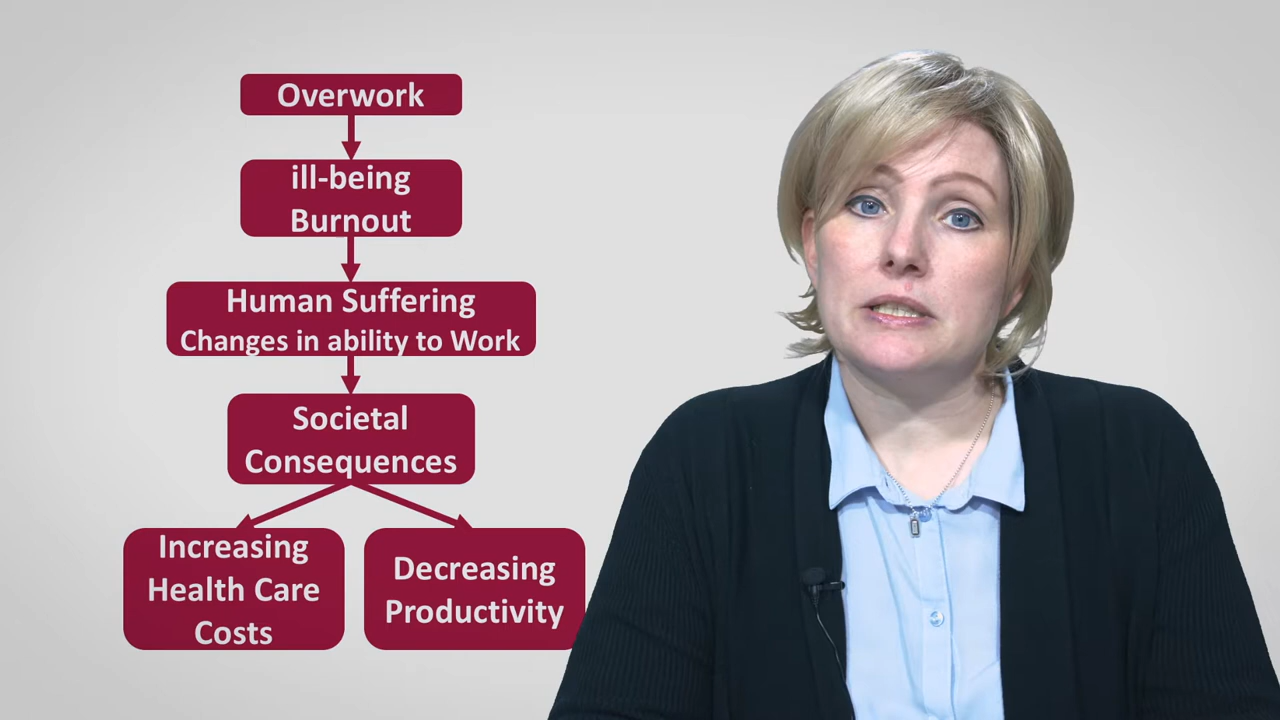 Overwork
ill-being
Burnout
Human Suffering
Changes in ability to Work
Societal
Consequences
Increasing
Health Care
Costs
Decreasing
Productivity